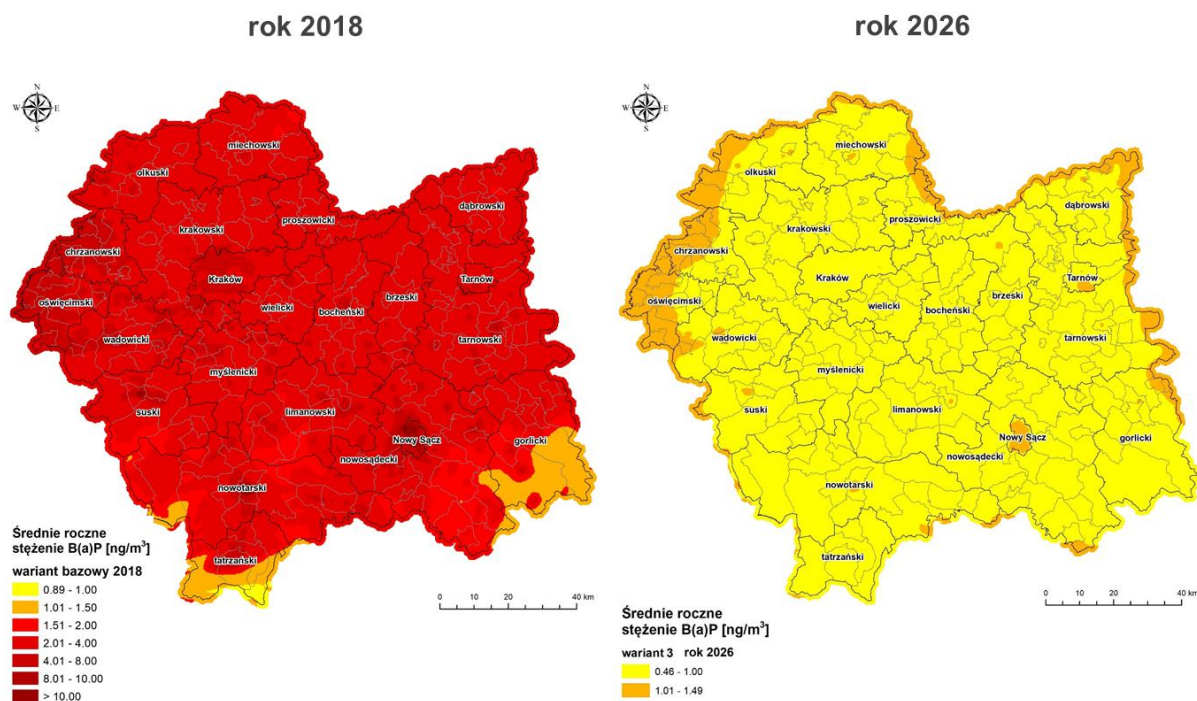 rok 2018
N
W E
S
miechowski
olkuski
dąbrowski
proszowicki
krakowski
chrzanowski
Kraków
Tarnów
oświęcimski
brzeski
wielicki
bocheński
wadowicki
tarnowski
myślenicki
suski
limanowski
Nowy Sącz
gorlicki
nowosądecki
nowotarski
tatrzański
Średnie roczne
stężenie B(a)P [ng/m³]
wariant bazowy 2018
0.89 - 1.00
1.01 - 1.50
1.51 - 2.00
2.01 - 4.00
4.01 - 8.00
8.01 - 10.00
> 10.00
0 10 20 40 km
rok 2026
N
W E
S
miechowski
olkuski
dąbrowski
proszowicki
krakowski
chrzanowski
Kraków
Tarnów
oświęcimski
brzeski
wielicki
bocheński
wadowicki
tarnowski
myślenicki
suski
limanowski
Nowy Sącz
gorlicki
nowosądecki
nowotarski
tatrzański
Średnie roczne
stężenie B(a)P [ng/m³]
wariant 3 rok 2026
0.46 - 1.00
1.01 - 1.49
0 10 20 40 km